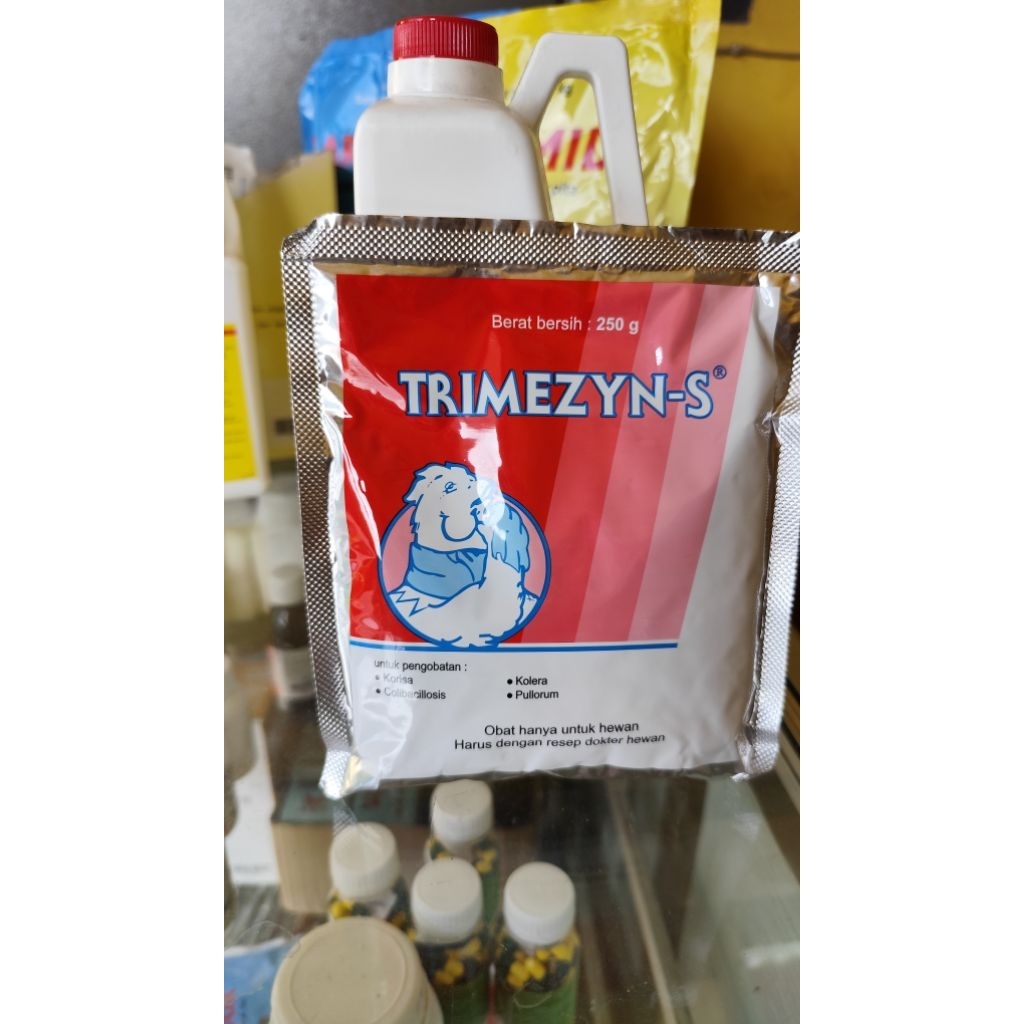 Berat bersih : 250 g
TRIMEZYN-S®
untuk pengobatan :
• Korisa • Kolera
• Colibacillosis • Pullorum
Obat hanya untuk hewan
Harus dengan resep dokter hewan